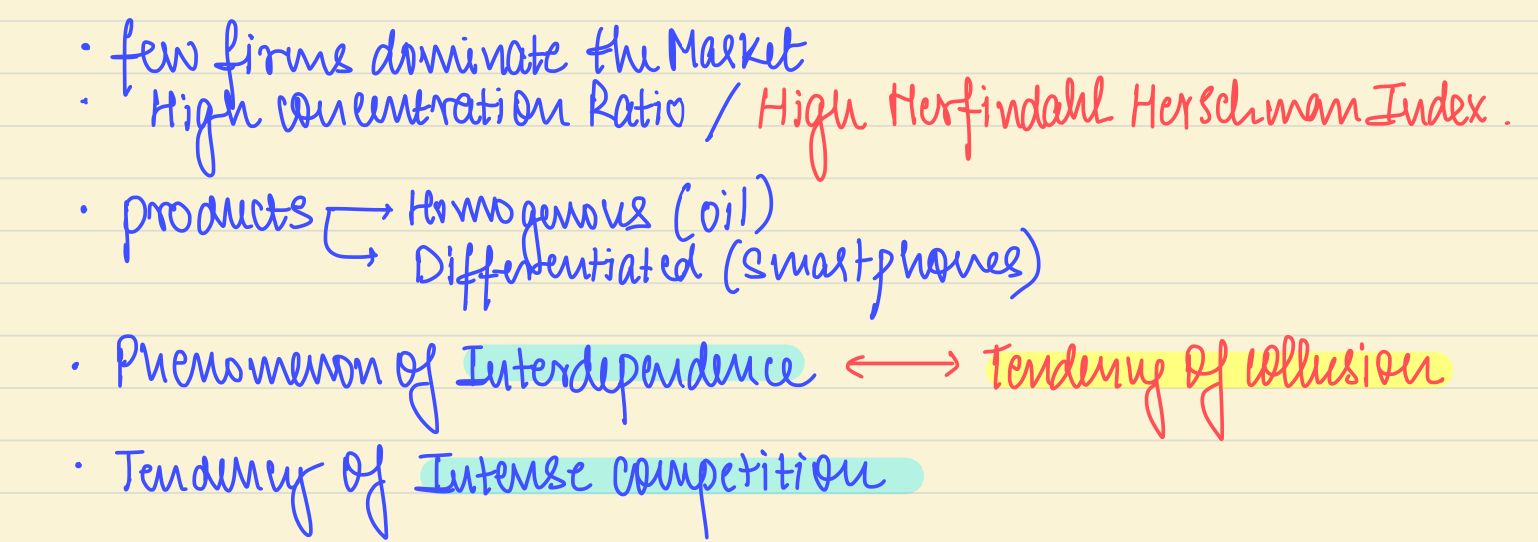 • few firms dominate the Market
• High concentration Ratio / High Herfindahl Herschman Index.
• products → Homogenous (oil)
→ Differentiated (smartphones)
• Phenomenon of Interdependence ↔ Tendency of collusion
• Tendency of Intense competition